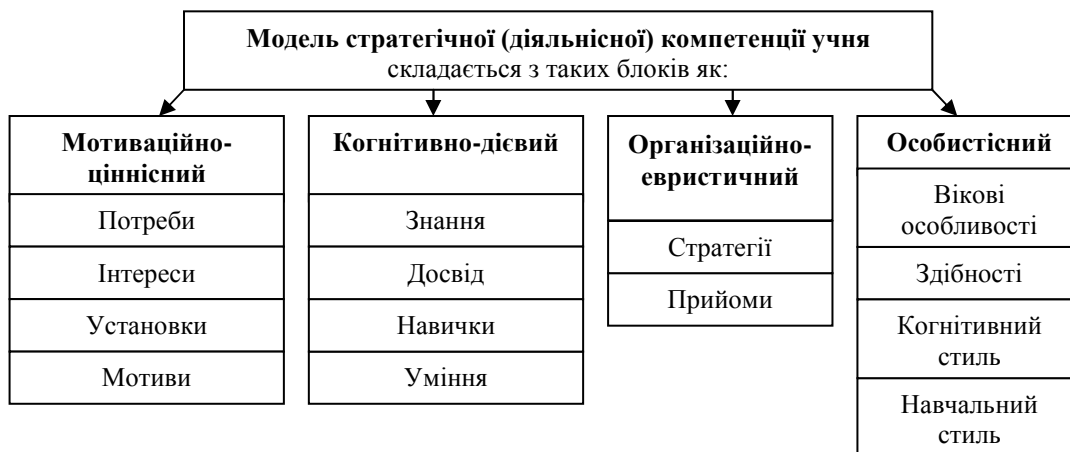 Модель стратегічної (діяльнісної) компетенції учня
складається з таких блоків як:
Мотиваційно-
ціннісний
Потреби
Інтереси
Установки
Мотиви
Когнітивно-дієвий
Знання
Досвід
Навички
Уміння
Організаційно-
евристичний
Стратегії
Прийоми
Особистісний
Вікові
особливості
Здібності
Когнітивний
стиль
Навчальний
стиль